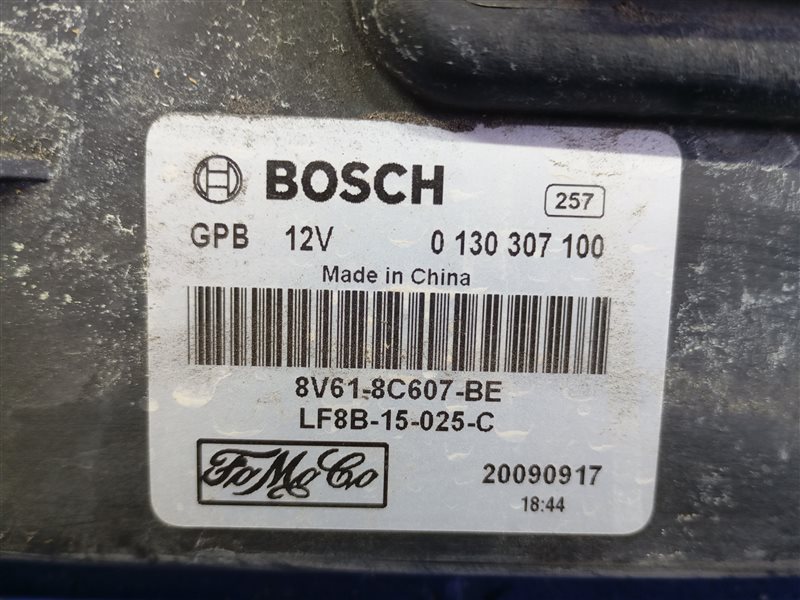 BOSCH 257
GPB 12V 0 130 307 100
Made in China
8V61-8C607-BE
LF8B-15-025-C
FoMoCo 20090917
18:44